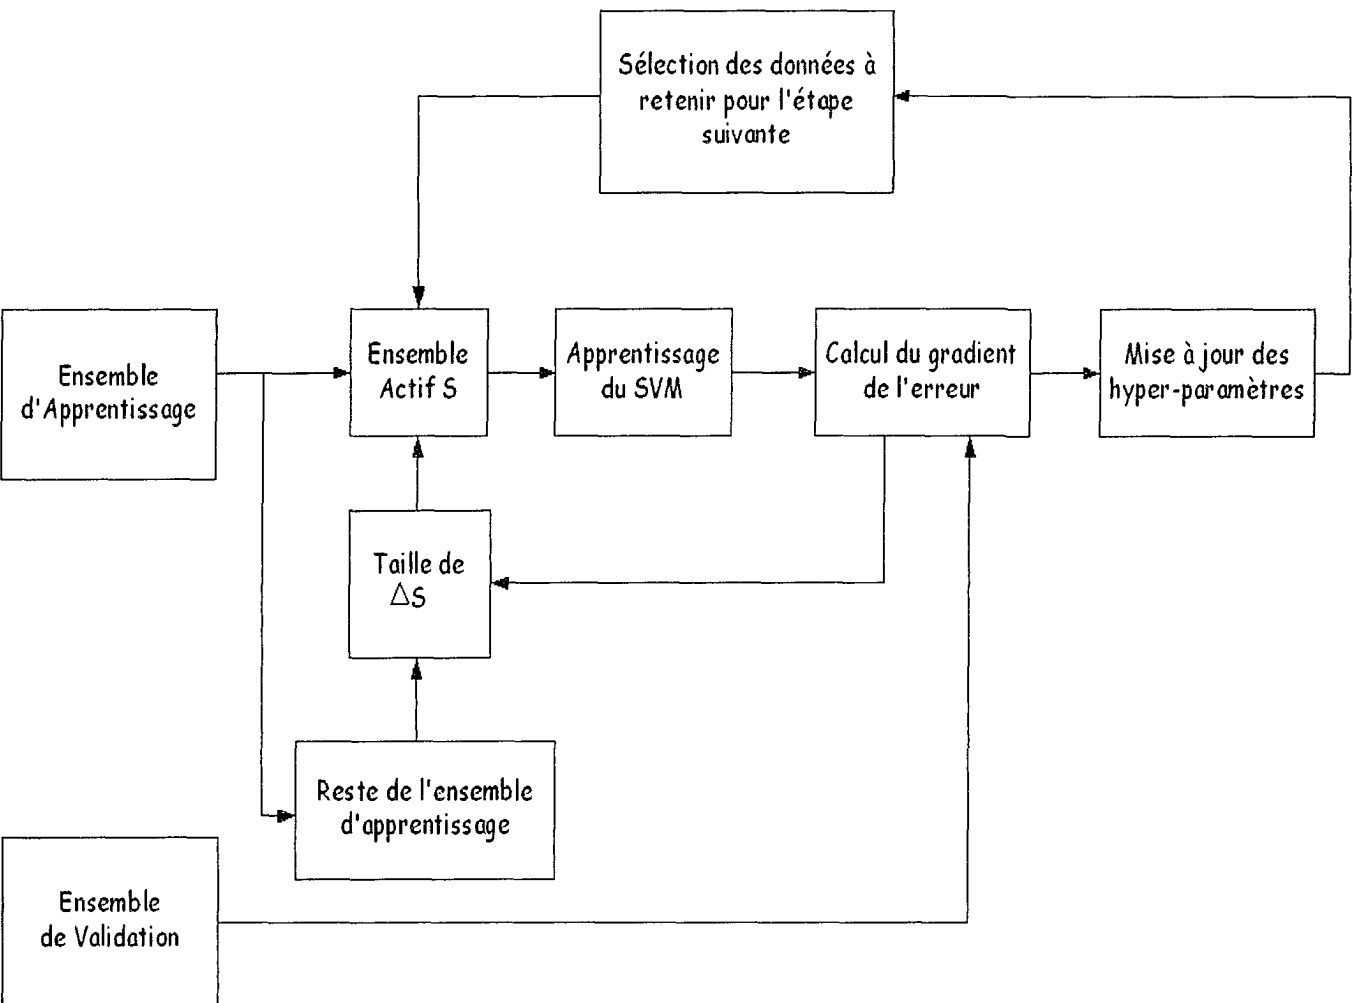 Sélection des données à
retenir pour l'étape
suivante
Ensemble
d'Apprentissage
Ensemble
Actif S
Apprentissage
du SVM
Calcul du gradient
de l'erreur
Mise à jour des
hyper-paramètres
Taille de
△S
Reste de l'ensemble
d'apprentissage
Ensemble
de Validation